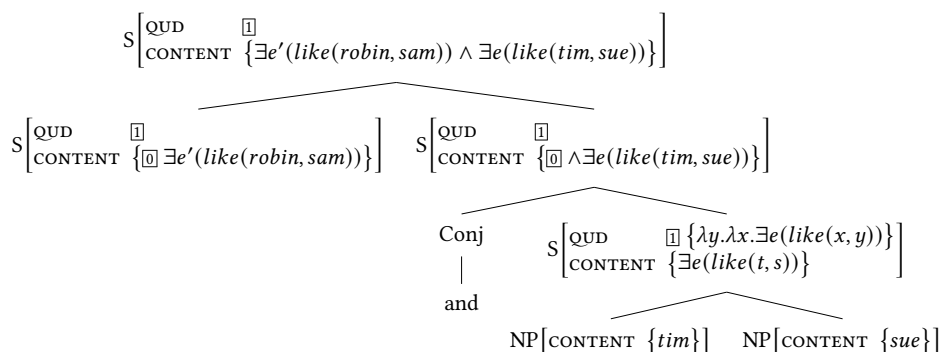 S[QUD 1
CONTENT {∃e′(like(robin, sam)) ∧ ∃e(like(tim, sue))}]
S[QUD 1
CONTENT {0 ∃e′(like(robin, sam))}]
S[QUD 1
CONTENT {0 ∧∃e(like(tim, sue))}]
Conj
and
S[QUD 1 {λy.λx.∃e(like(x, y))}
CONTENT {∃e(like(t, s))}]
NP[CONTENT {tim}] NP[CONTENT {sue}]